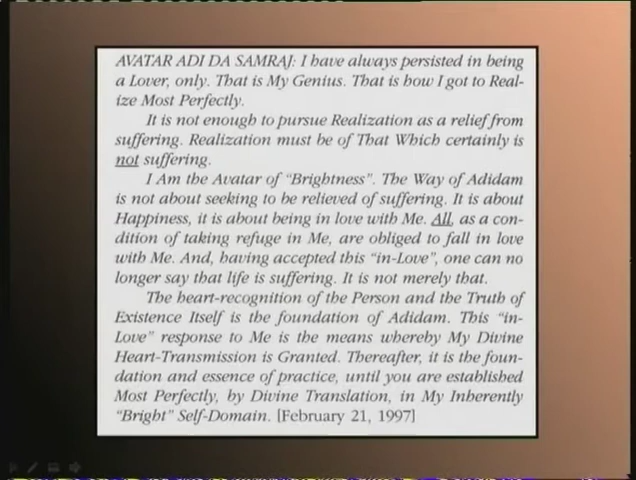 AVATAR ADI DA SAMRAJ: I have always persisted in being
a Lover, only. That is My Genius. That is how I got to Real-
ize Most Perfectly.
It is not enough to pursue Realization as a relief from
suffering. Realization must be of That Which certainly is
not suffering.
I Am the Avatar of "Brightness". The Way of Adidam
is not about seeking to be relieved of suffering. It is about
Happiness, it is about being in love with Me. All, as a con-
dition of taking refuge in Me, are obliged to fall in love
with Me. And, having accepted this "in-Love", one can no
longer say that life is suffering. It is not merely that.
The heart-recognition of the Person and the Truth of
Existence Itself is the foundation of Adidam. This "in-
Love" response to Me is the means whereby My Divine
Heart-Transmission is Granted. Thereafter, it is the foun-
dation and essence of practice, until you are established
Most Perfectly, by Divine Translation, in My Inherently
"Bright" Self-Domain. [February 21, 1997]